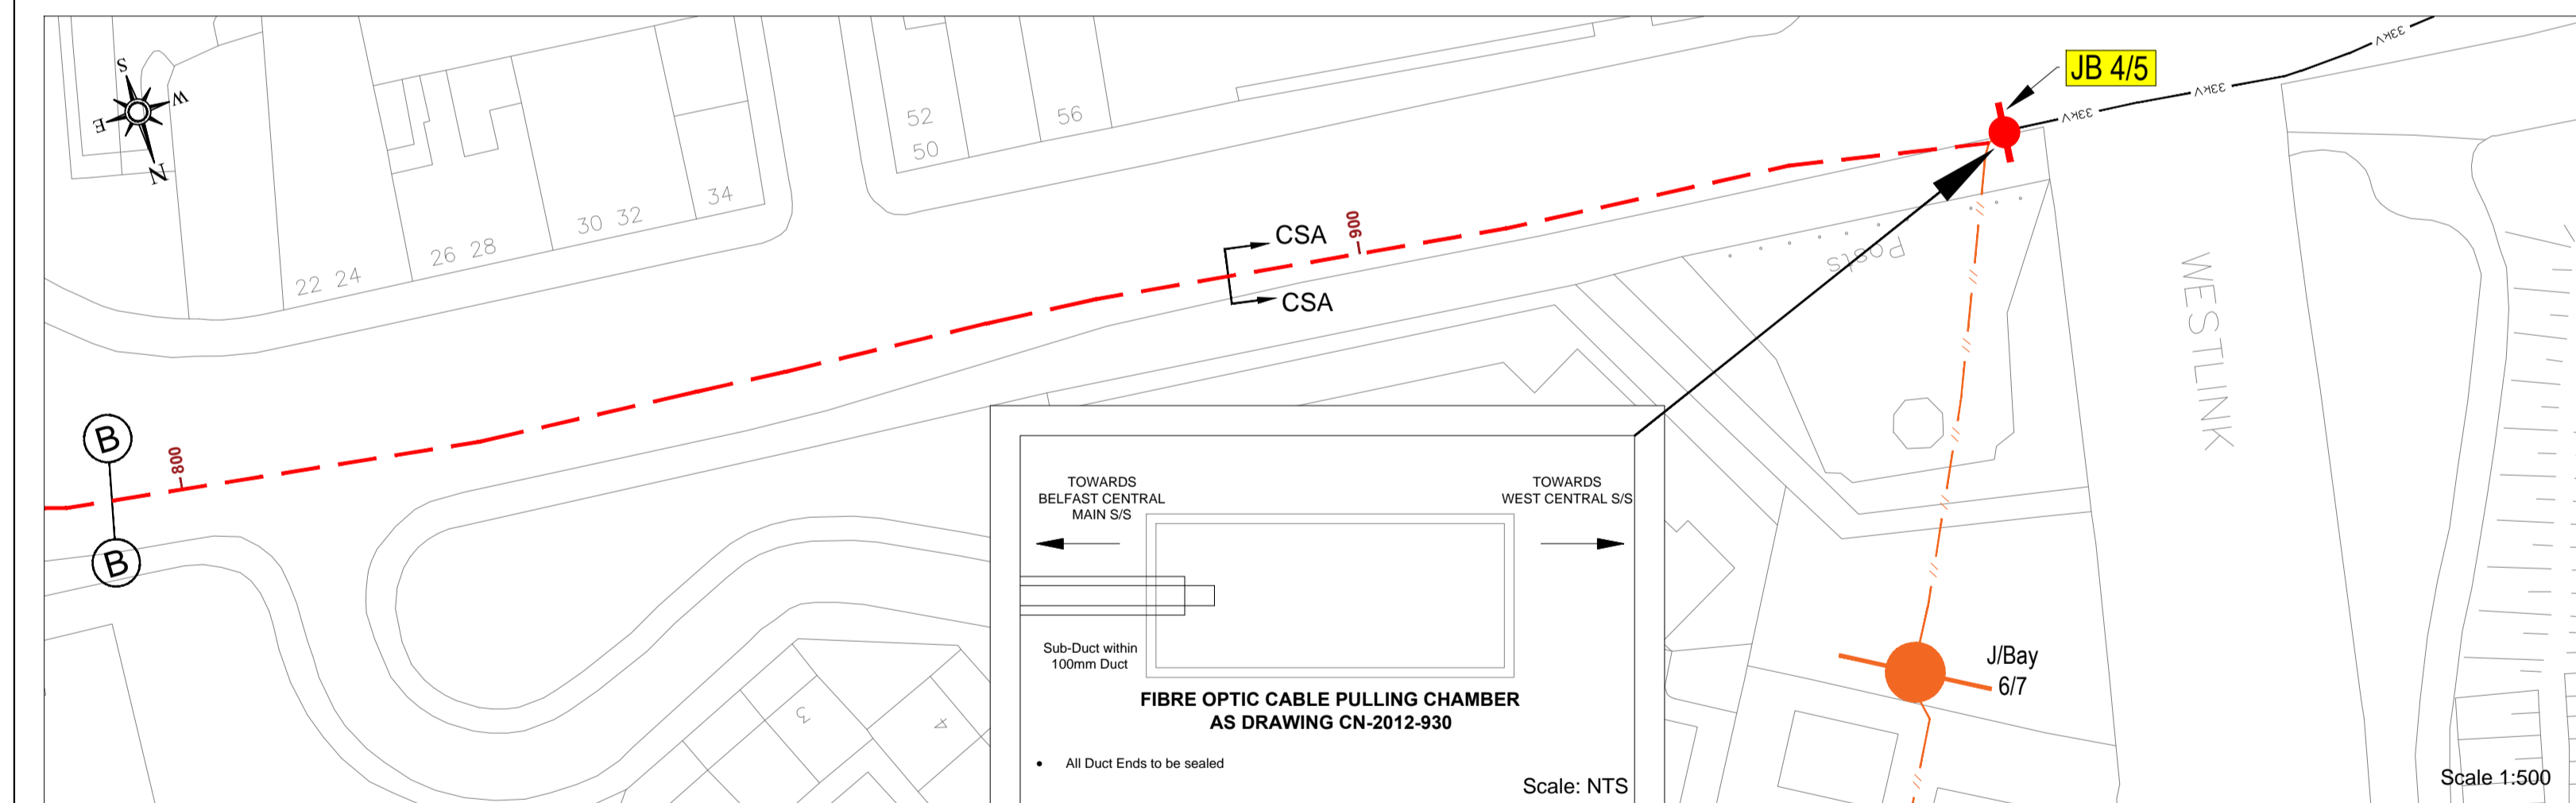 S
W
E
N
52
50
56
JB 4/5
33kV
33kV
33kV
34
30 32
26 28
22 24
CSA
CSA
900
800
Posts
WESTLINK
B
B
TOWARDS
BELFAST CENTRAL
MAIN S/S
TOWARDS
WEST CENTRAL S/S
Sub-Duct within
100mm Duct
FIBRE OPTIC CABLE PULLING CHAMBER
AS DRAWING CN-2012-930
• All Duct Ends to be sealed
Scale: NTS
3
4
J/Bay
6/7
Scale 1:500